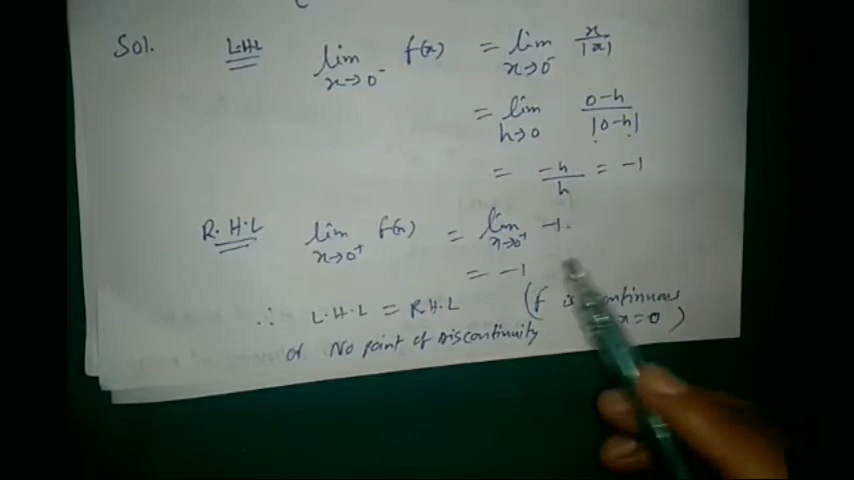 Sol. L.H.L lim x→0⁻ f(x) = lim x→0⁻ x/|x|
= lim h→0 0-h/|0-h|
= -h/h = -1
R.H.L lim x→0⁺ f(x) = lim x→0⁺ -1.
= -1
∴ L.H.L = R.H.L (f is continuous
x=0)
or No point of Discontinuity